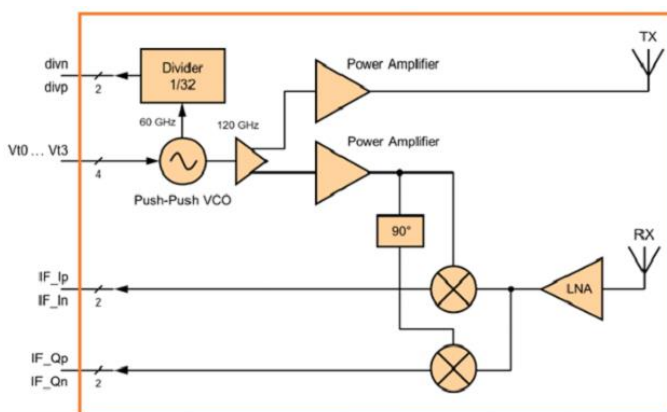 TX
Power Amplifier
divn
divp
2
Divider
1/32
60 GHz
120 GHz
Vt0 ... Vt3
4
Push-Push VCO
Power Amplifier
90°
RX
LNA
IF_Ip
IF_In
2
IF_Qp
IF_Qn
2